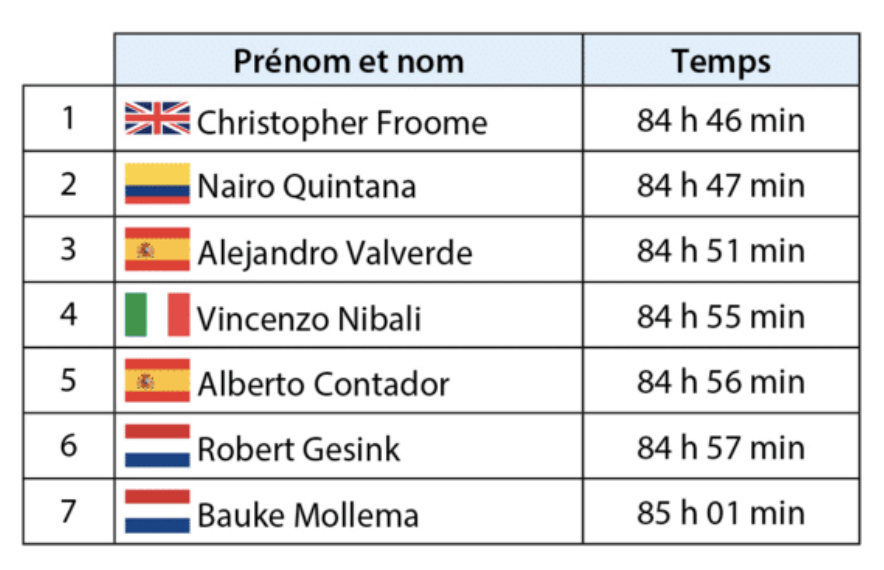 Prénom et nom Temps
1 Christopher Froome 84 h 46 min
2 Nairo Quintana 84 h 47 min
3 Alejandro Valverde 84 h 51 min
4 Vincenzo Nibali 84 h 55 min
5 Alberto Contador 84 h 56 min
6 Robert Gesink 84 h 57 min
7 Bauke Mollema 85 h 01 min